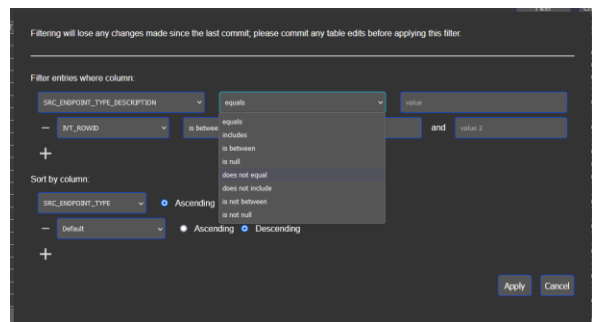 Filtering will lose any changes made since the last commit; please commit any table edits before applying this filter.
Filter entries where column:
SRC_ENDPOINT_TYPE_DESCRIPTION equals value
IVT_ROWID is betwee and value 2
equals
includes
is between
is null
does not equal
does not include
is not between
is not null
+
Sort by column:
SRC_ENDPOINT_TYPE Ascending
Default Ascending Descending
+
Apply Cancel